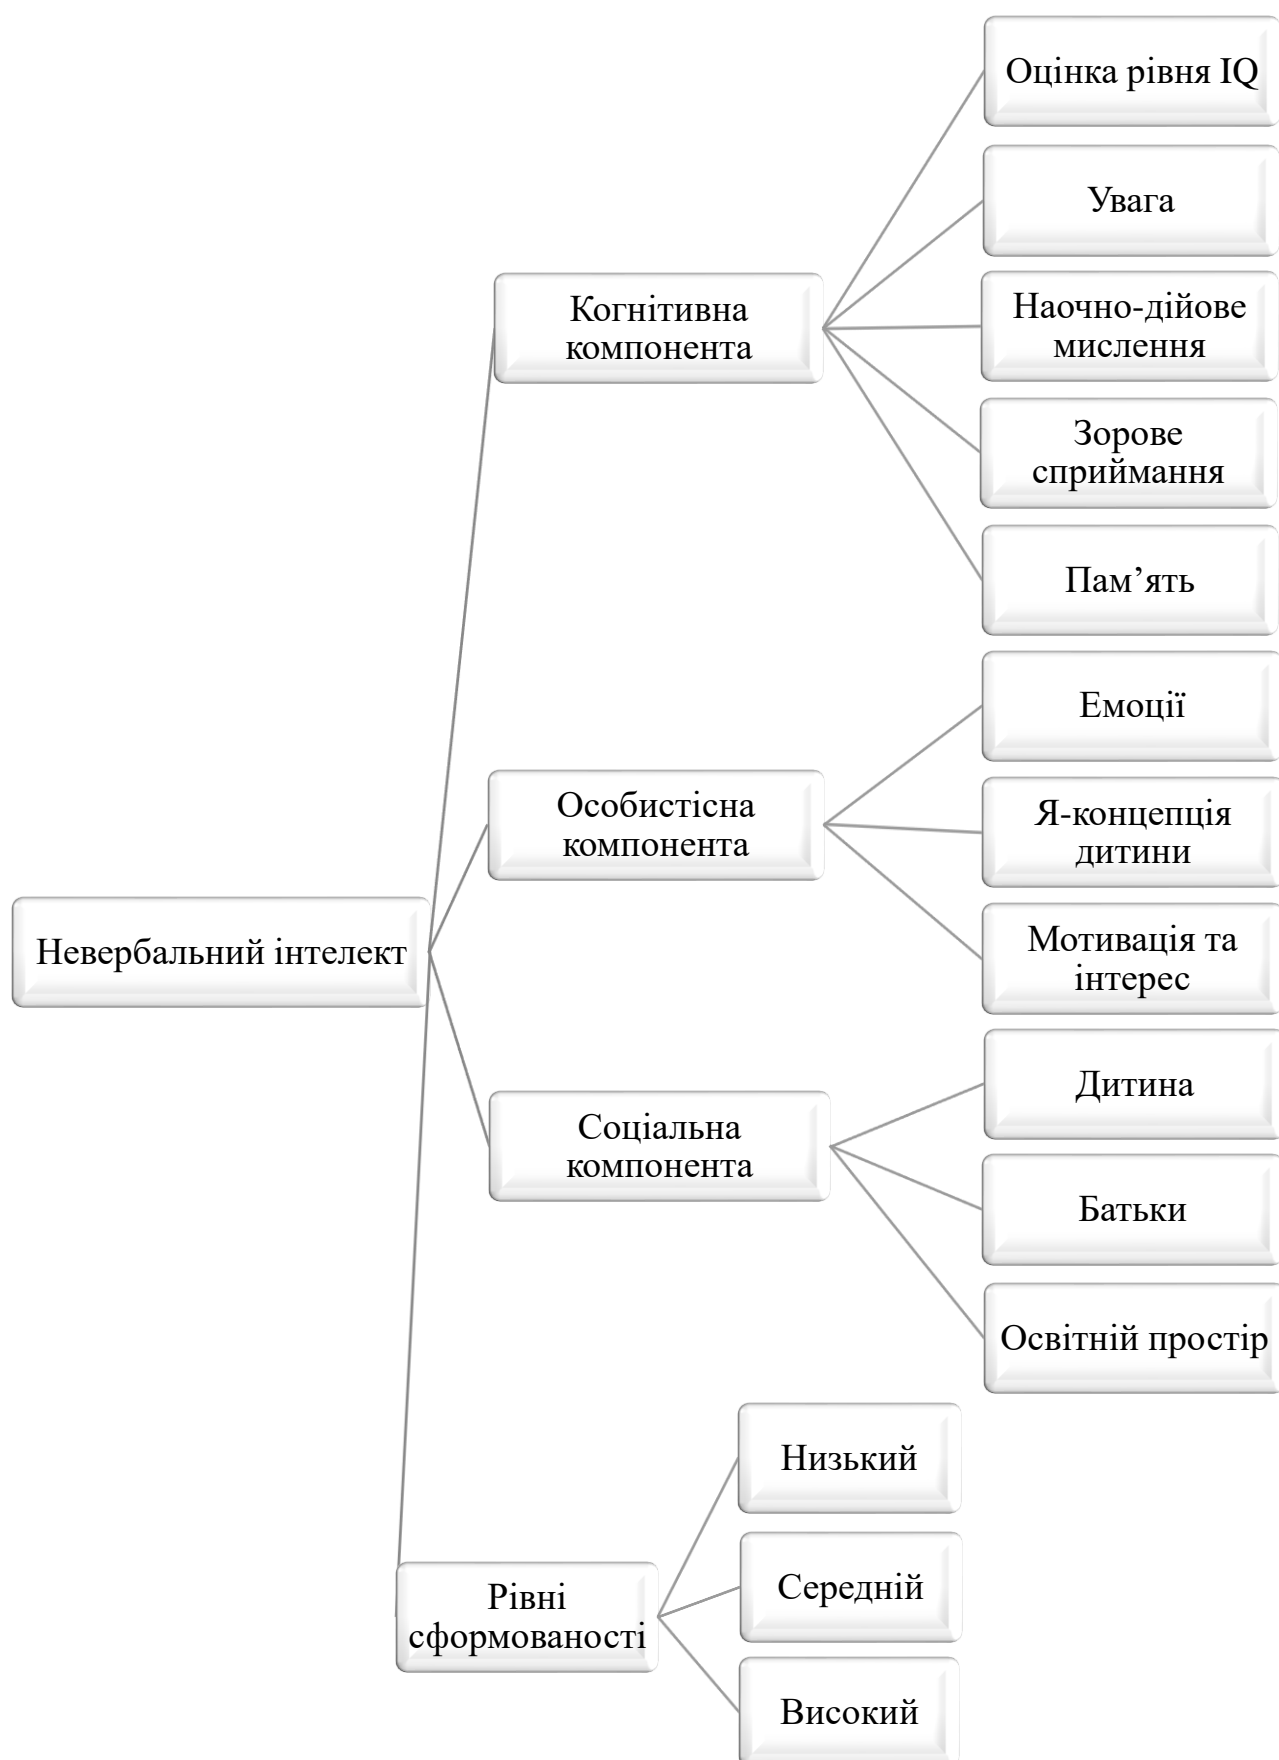 Оцінка рівня IQ
Увага
Когнітивна
компонента
Наочно-дійове
мислення
Зорове
сприймання
Пам’ять
Емоції
Особистісна
компонента
Я-концепція
дитини
Мотивація та
інтерес
Невербальний інтелект
Дитина
Соціальна
компонента
Батьки
Освітній простір
Низький
Середній
Рівні
сформованості
Високий